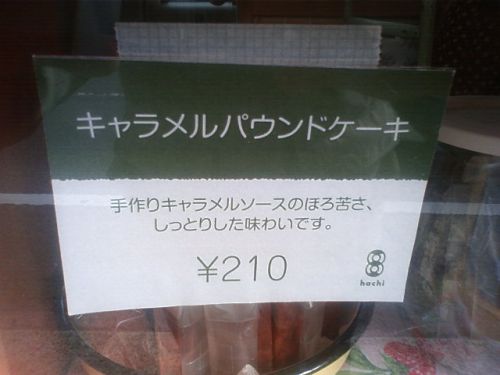 キャラメルパウンドケーキ
手作りキャラメルソースのほろ苦さ、
しっとりした味わいです。
¥210
hachi